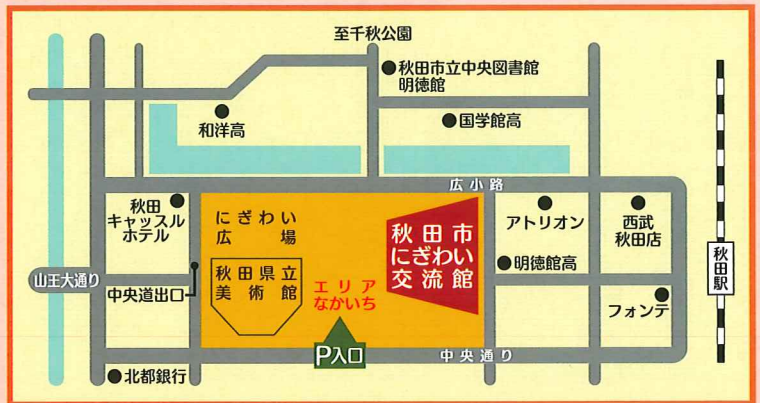 至千秋公園
秋田市立中央図書館
明徳館
和洋高
国学館高
広小路
秋田
キャッスル
ホテル
にぎわい
広場
秋田市
にぎわい
交流館
アトリオン
西武
秋田店
明徳館高
秋田県立
美術館
エリア
なかいち
山王大通り
中央道出口
秋田駅
フォンテ
P入口
中央通り
北都銀行